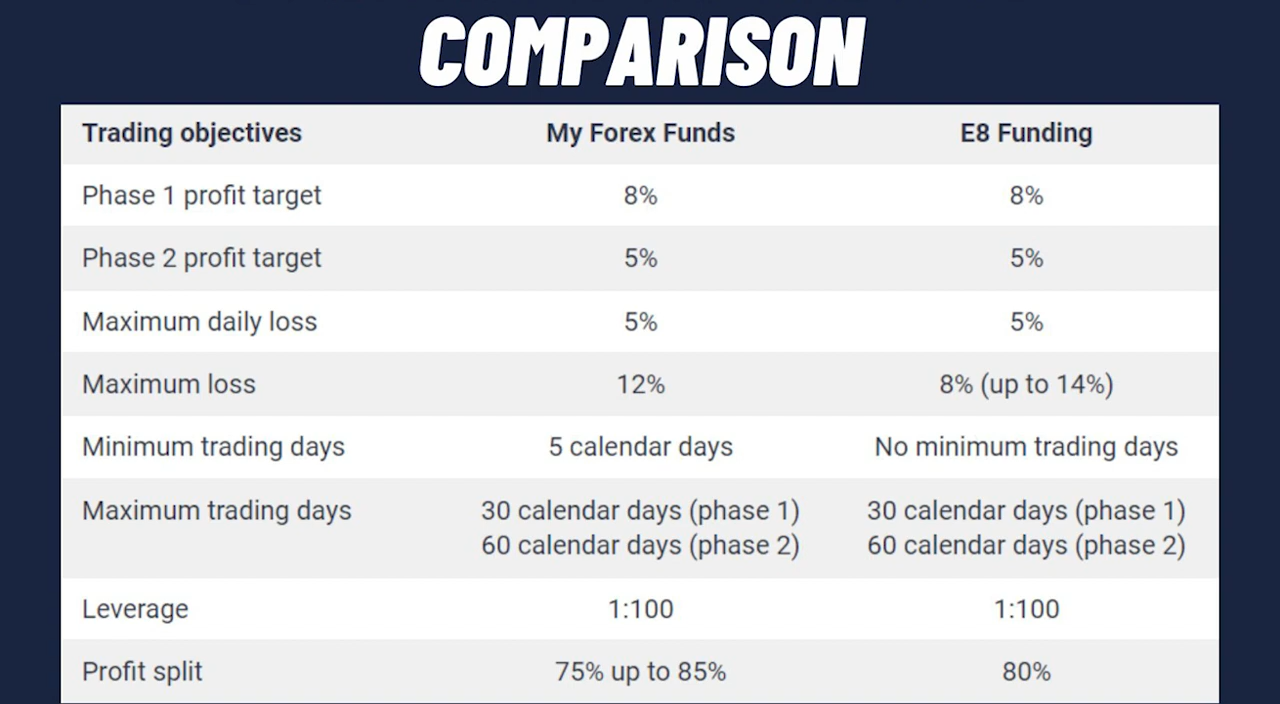 COMPARISON
Trading objectives My Forex Funds E8 Funding
Phase 1 profit target 8% 8%
Phase 2 profit target 5% 5%
Maximum daily loss 5% 5%
Maximum loss 12% 8% (up to 14%)
Minimum trading days 5 calendar days No minimum trading days
Maximum trading days 30 calendar days (phase 1) 30 calendar days (phase 1)
60 calendar days (phase 2) 60 calendar days (phase 2)
Leverage 1:100 1:100
Profit split 75% up to 85% 80%